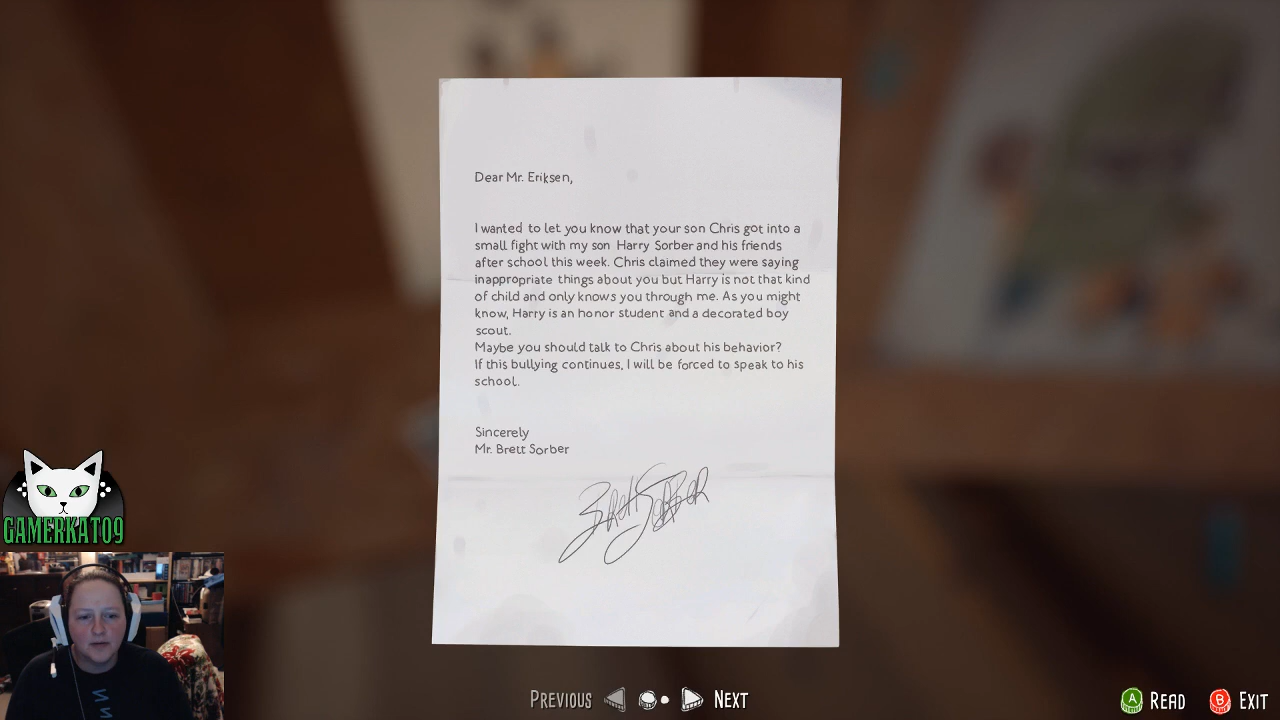 Dear Mr. Eriksen,
I wanted to let you know that your son Chris got into a
small fight with my son Harry Sorber and his friends
after school this week. Chris claimed they were saying
inappropriate things about you but Harry is not that kind
of child and only knows you through me. As you might
know, Harry is an honor student and a decorated boy
scout.
Maybe you should talk to Chris about his behavior?
If this bullying continues, I will be forced to speak to his
school.
Sincerely
Mr. Brett Sorber
Brett Sorber
GAMERKAT09
PREVIOUS NEXT
A READ B EXIT